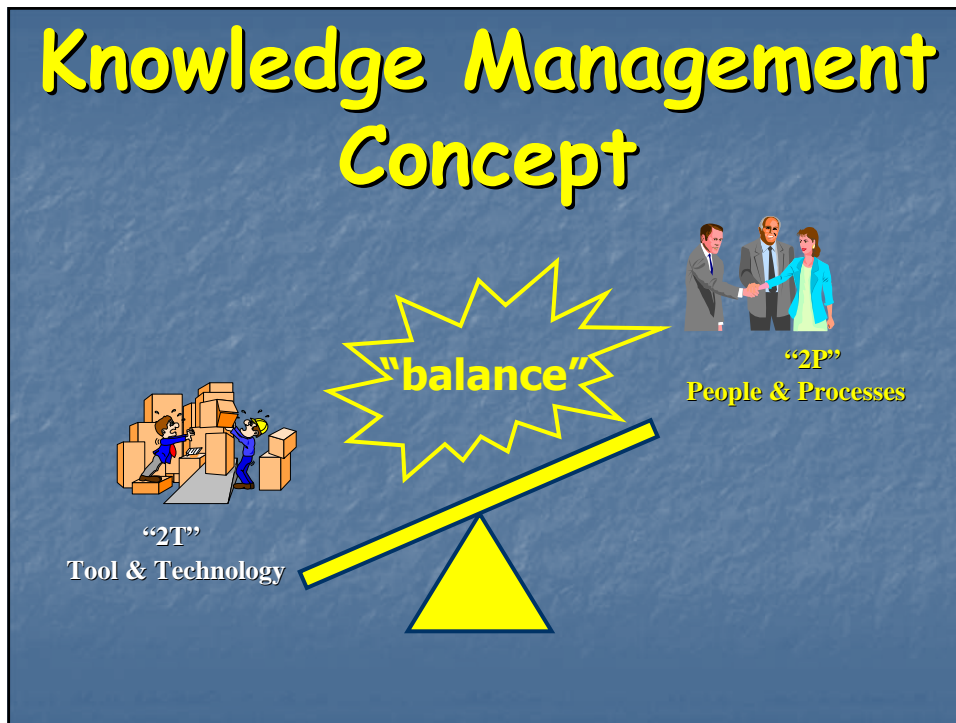 Knowledge Management
Concept
“balance”
“2P”
People & Processes
“2T”
Tool & Technology